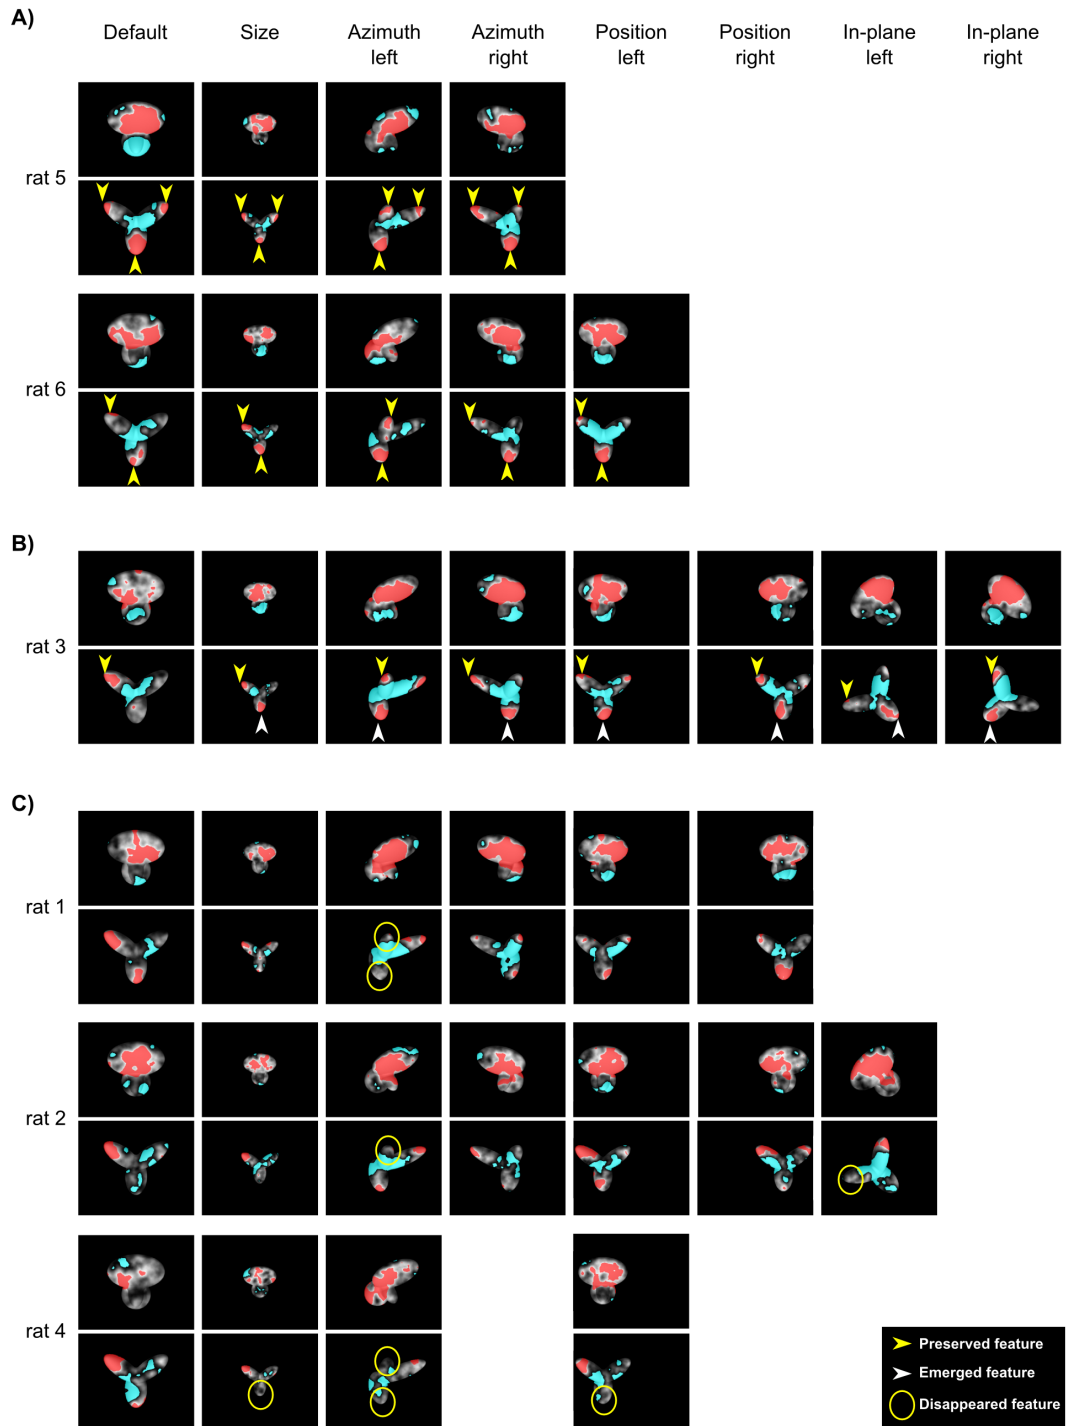 A)
Default Size Azimuth left Azimuth right Position left Position right In-plane left In-plane right
rat 5
rat 6
B)
rat 3
C)
rat 1
rat 2
rat 4
Preserved feature
Emerged feature
Disappeared feature